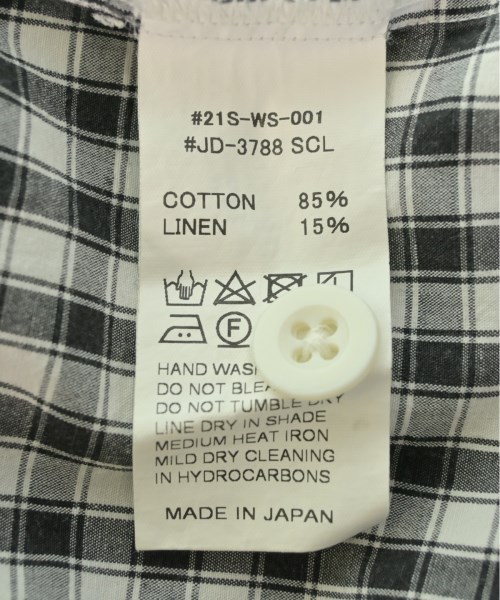 #21S-WS-001
#JD-3788 SCL
COTTON 85%
LINEN 15%
F
HAND WASH
DO NOT
DO NOT TUMBLE DRY
LINE DRY IN SHADE
MEDIUM HEAT IRON
MILD DRY CLEANING
IN HYDROCARBONS
MADE IN JAPAN